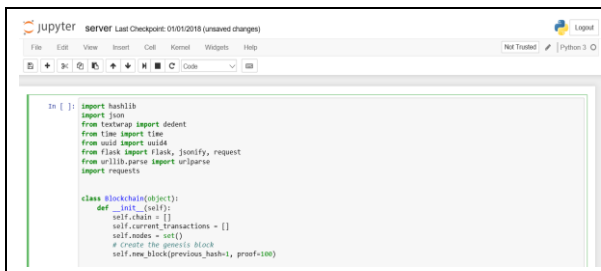 jupyter server Last Checkpoint: 01/01/2018 (unsaved changes)
Logout
File Edit View Insert Cell Kernel Widgets Help
Not Trusted Python 3
Code
In [ ]: import hashlib
import json
from textwrap import dedent
from time import time
from uuid import uuid4
from flask import Flask, jsonify, request
from urllib.parse import urlparse
import requests
class Blockchain(object):
def __init__(self):
self.chain = []
self.current_transactions = []
self.nodes = set()
# Create the genesis block
self.new_block(previous_hash=1, proof=100)